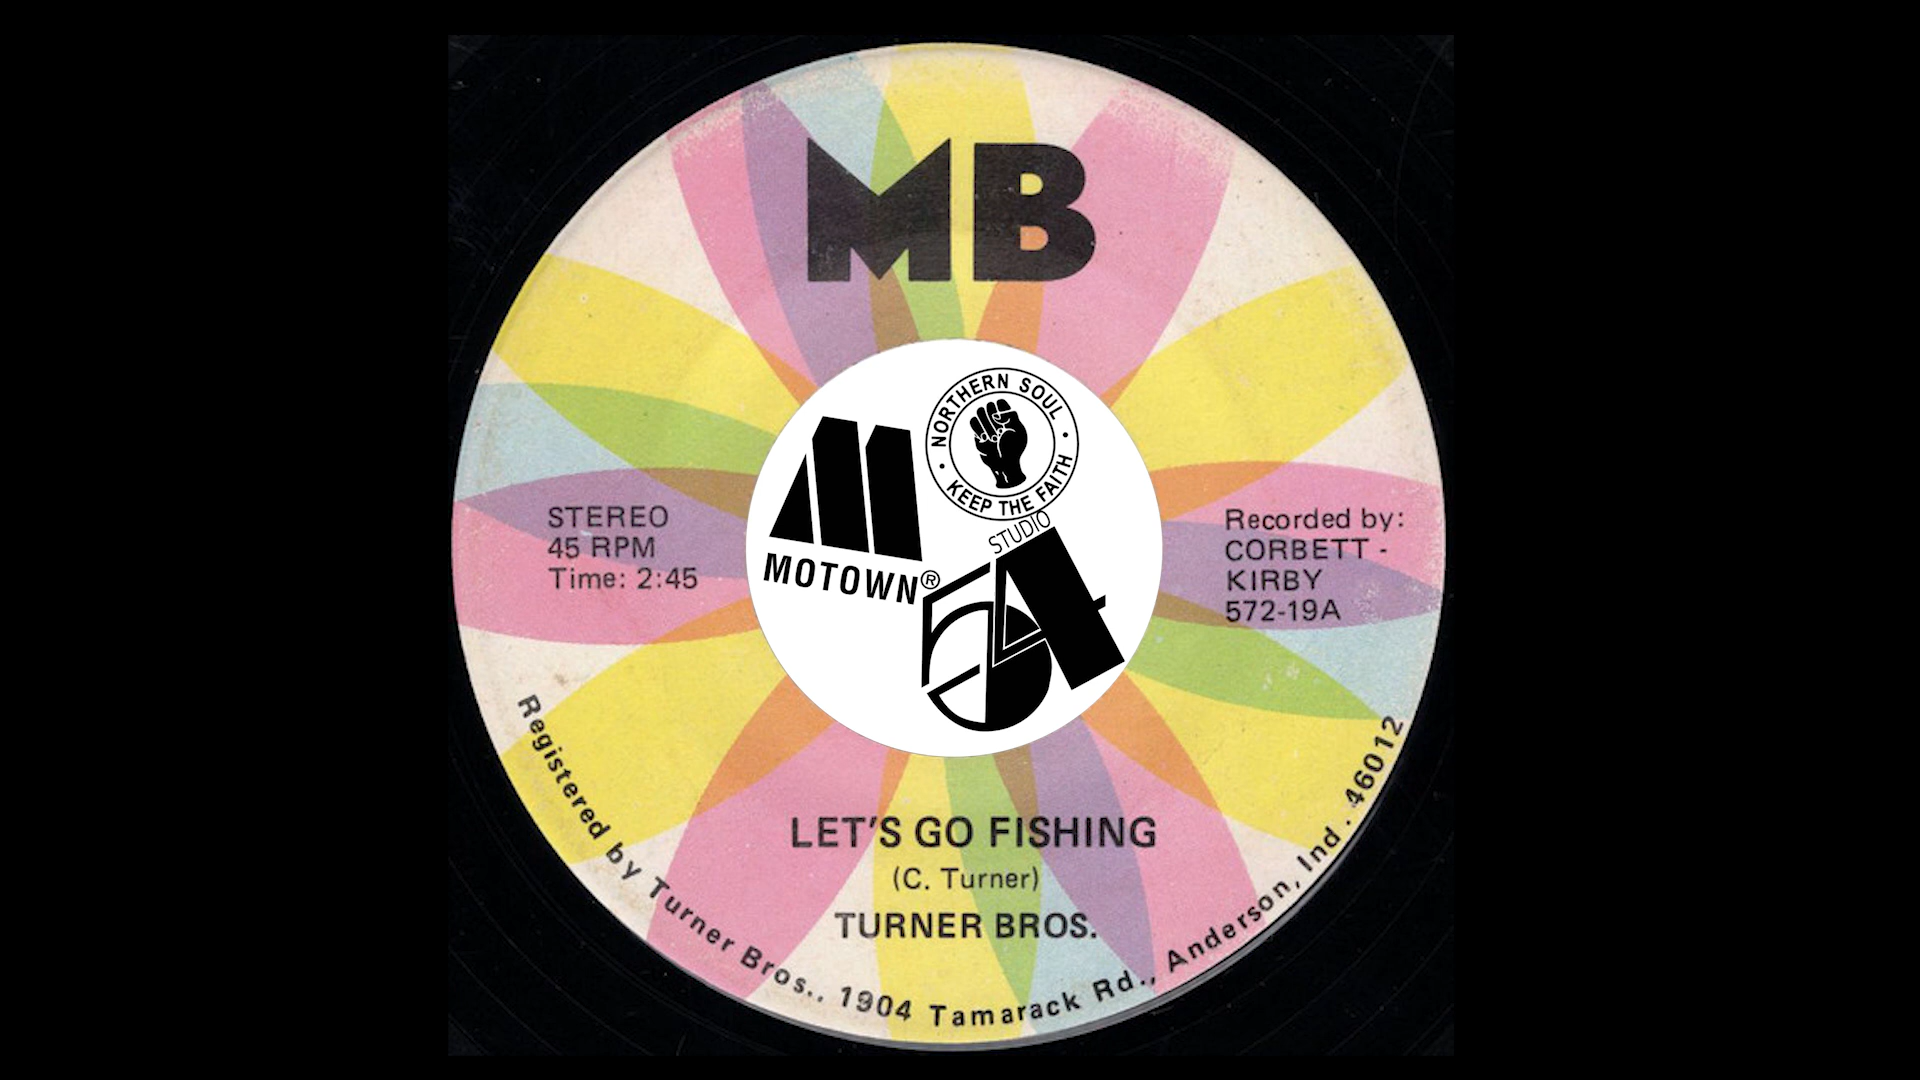 MB
NORTHERN SOUL
KEEP THE FAITH
MOTOWN®
STUDIO
54
STEREO
45 RPM
Time: 2:45
Recorded by:
CORBETT -
KIRBY
572-19A
LET'S GO FISHING
(C. Turner)
TURNER BROS.
Registered by Turner Bros., 1904 Tamarack Rd., Anderson, Ind. 46012